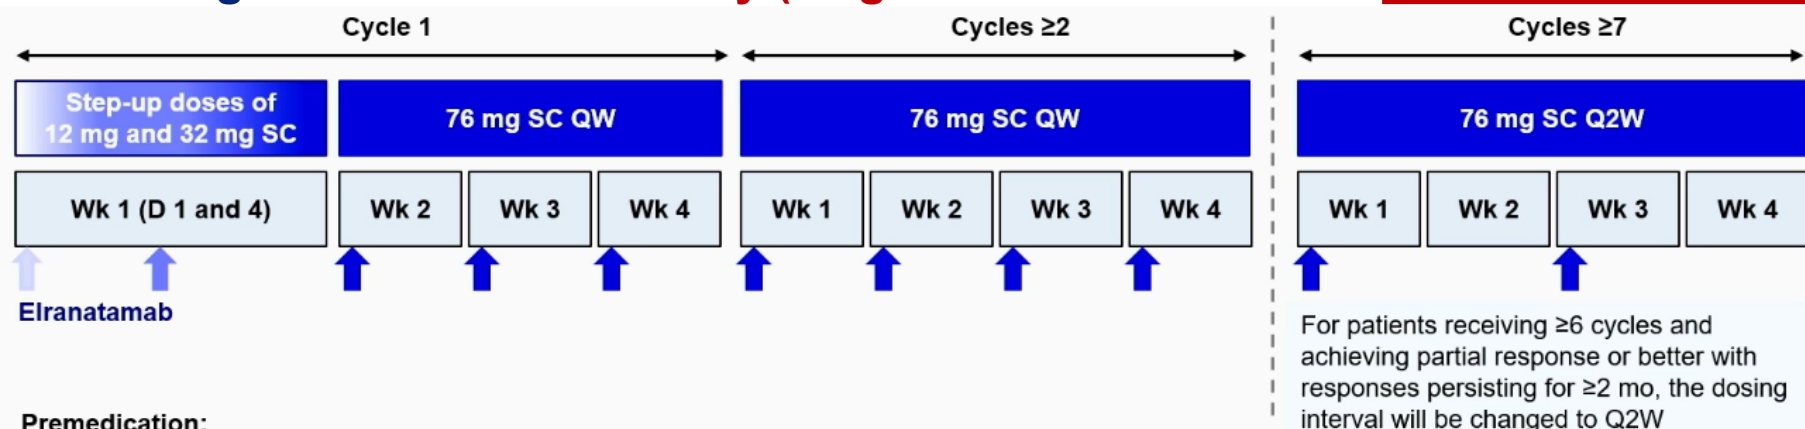 Cycle 1
Cycles ≥2
Cycles ≥7
Step-up doses of
12 mg and 32 mg SC
76 mg SC QW
76 mg SC QW
76 mg SC Q2W
Wk 1 (D 1 and 4)
Wk 2
Wk 3
Wk 4
Wk 1
Wk 2
Wk 3
Wk 4
Wk 1
Wk 2
Wk 3
Wk 4
Elranatamab
For patients receiving ≥6 cycles and
achieving partial response or better with
responses persisting for ≥2 mo, the dosing
interval will be changed to Q2W
Premedication: